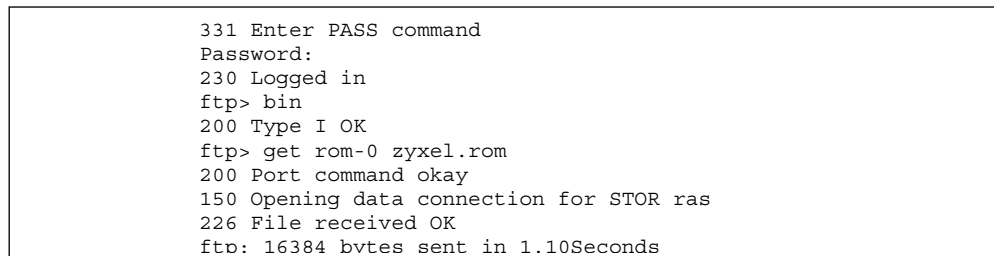 331 Enter PASS command
Password:
230 Logged in
ftp> bin
200 Type I OK
ftp> get rom-0 zyxel.rom
200 Port command okay
150 Opening data connection for STOR ras
226 File received OK
ftp: 16384 bytes sent in 1.10Seconds